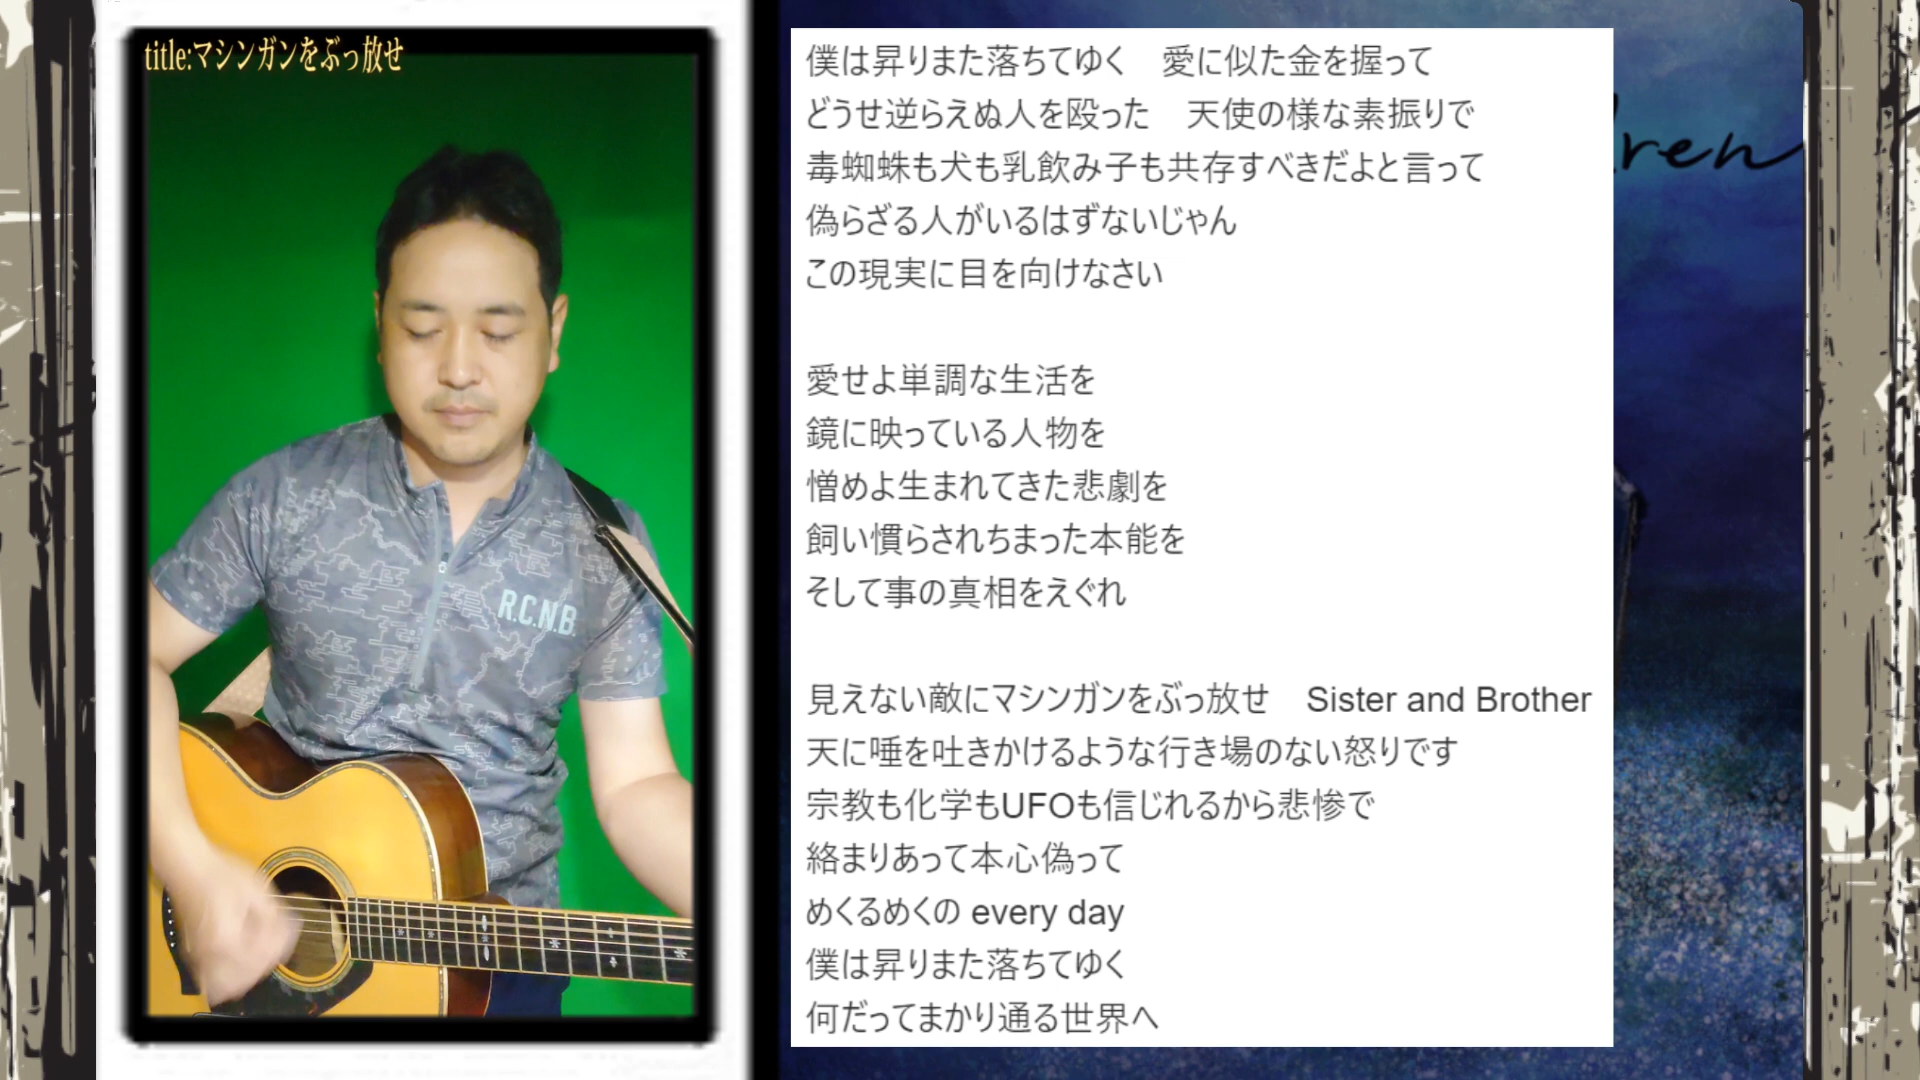 title:マシンガンをぶっ放せ
R.C.N.B.
僕は昇りまた落ちてゆく　愛に似た金を握って
どうせ逆らえぬ人を殴った　天使の様な素振りで
毒蜘蛛も犬も乳飲み子も共存すべきだよと言って
偽らざる人がいるはずないじゃん
この現実に目を向けなさい
愛せよ単調な生活を
鏡に映っている人物を
憎めよ生まれてきた悲劇を
飼い慣らされちまった本能を
そして事の真相をえぐれ
見えない敵にマシンガンをぶっ放せ　Sister and Brother
天に唾を吐きかけるような行き場のない怒りです
宗教も化学もUFOも信じれるから悲惨で
絡まりあって本心偽って
めくるめくの every day
僕は昇りまた落ちてゆく
何だってまかり通る世界へ